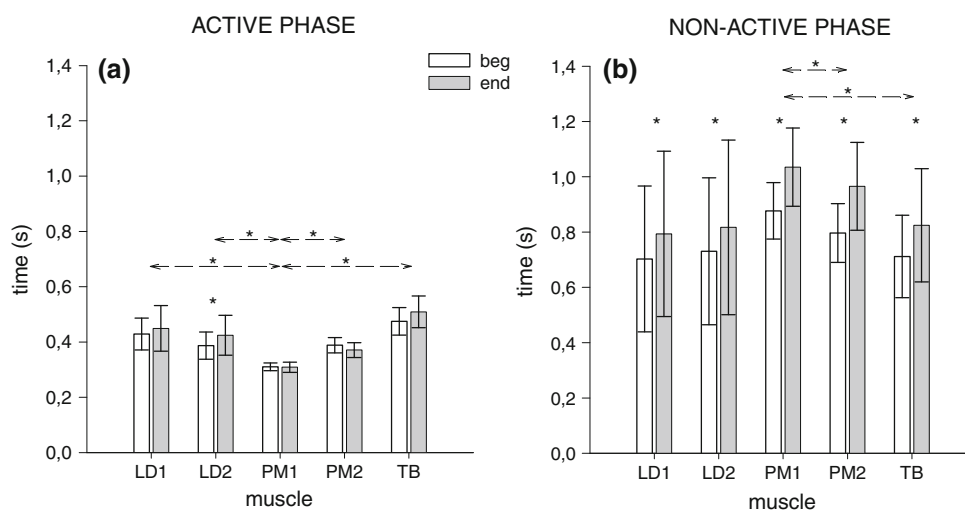 ACTIVE PHASE
(a)
beg
end
1,4
1,2
1,0
0,8
0,6
0,4
0,2
0,0
time (s)
*
*
*
*
*
LD1 LD2 PM1 PM2 TB
muscle
NON-ACTIVE PHASE
(b)
1,4
1,2
1,0
0,8
0,6
0,4
0,2
0,0
time (s)
*
*
* * * * *
LD1 LD2 PM1 PM2 TB
muscle